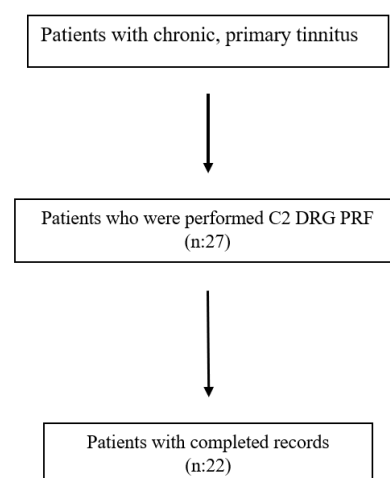 Patients with chronic, primary tinnitus
Patients who were performed C2 DRG PRF
(n:27)
Patients with completed records
(n:22)